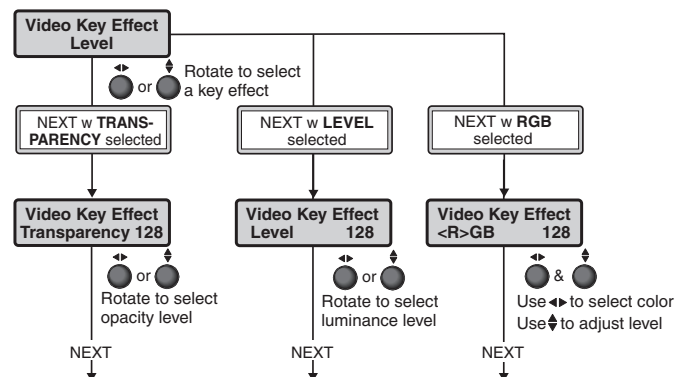 Video Key Effect
Level
or
Rotate to select
a key effect
NEXT w TRANS-
PARENCY selected
NEXT w LEVEL
selected
NEXT w RGB
selected
Video Key Effect
Transparency 128
Video Key Effect
Level 128
Video Key Effect
<R>GB 128
or
Rotate to select
opacity level
or
Rotate to select
luminance level
&
Use ◄► to select color
Use ▲▼ to adjust level
NEXT
NEXT
NEXT